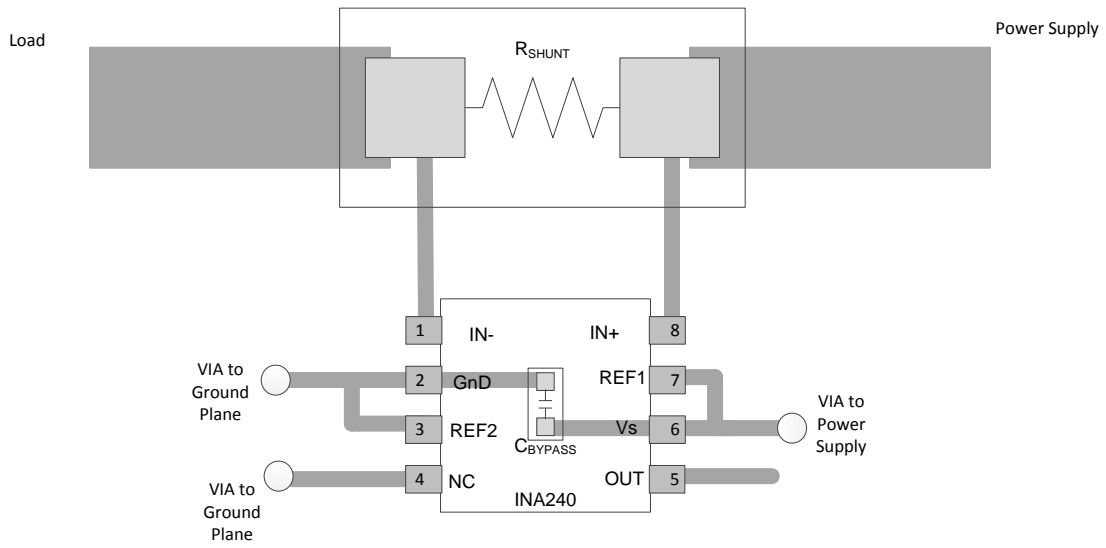 Load
Power Supply
RSHUNT
1
IN-
IN+
8
VIA to
Ground
Plane
2
GnD
REF1
7
3
REF2
Vs
6
VIA to
Power
Supply
CBYPASS
4
NC
OUT
5
VIA to
Ground
Plane
INA240